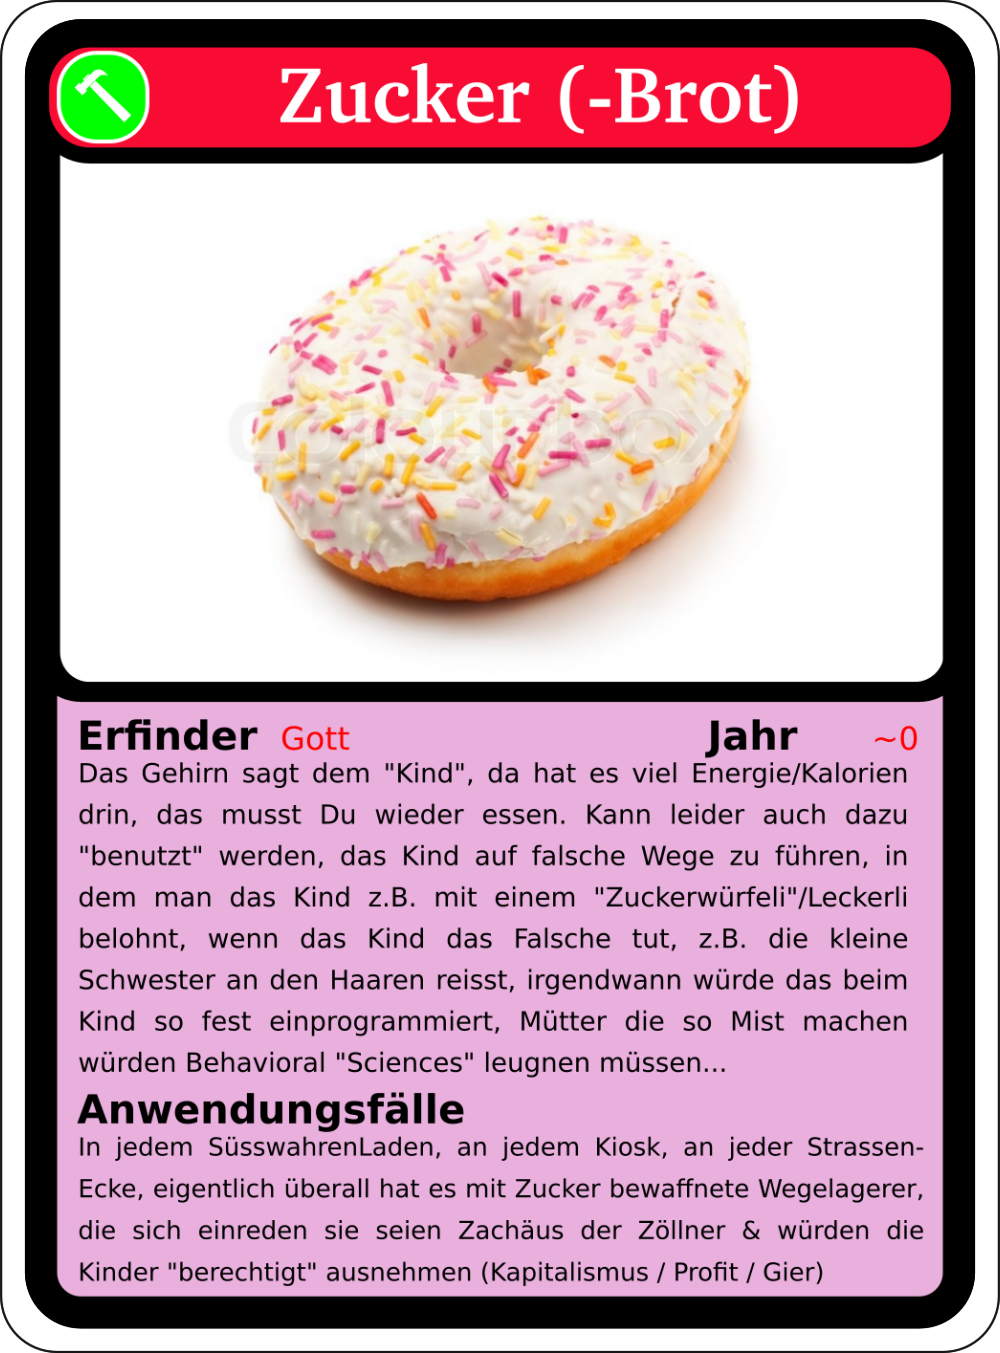 Zucker (-Brot)
colourbox
Erfinder Gott Jahr ~0
Das Gehirn sagt dem "Kind", da hat es viel Energie/Kalorien
drin, das musst Du wieder essen. Kann leider auch dazu
"benutzt" werden, das Kind auf falsche Wege zu führen, in
dem man das Kind z.B. mit einem "Zuckerwürfeli"/Leckerli
belohnt, wenn das Kind das Falsche tut, z.B. die kleine
Schwester an den Haaren reisst, irgendwann würde das beim
Kind so fest einprogrammiert, Mütter die so Mist machen
würden Behavioral "Sciences" leugnen müssen...
Anwendungsfälle
In jedem SüsswahrenLaden, an jedem Kiosk, an jeder Strassen-
Ecke, eigentlich überall hat es mit Zucker bewaffnete Wegelagerer,
die sich einreden sie seien Zachäus der Zöllner & würden die
Kinder "berechtigt" ausnehmen (Kapitalismus / Profit / Gier)